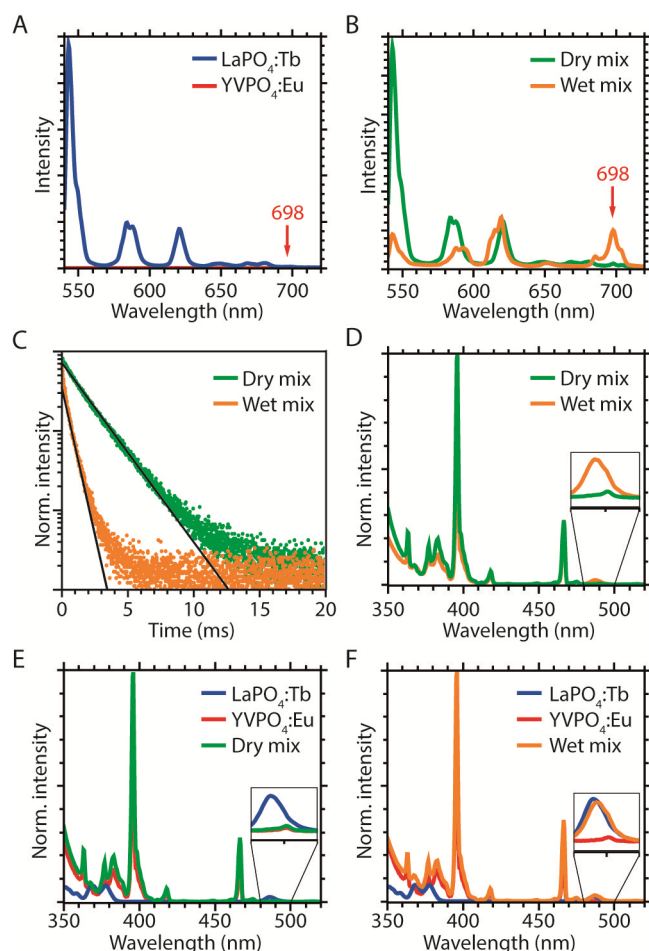 A
LaPO₄:Tb
YVPO₄:Eu
698
Intensity
540
600
650
700
Wavelength (nm)
B
Dry mix
Wet mix
698
Intensity
540
600
650
700
Wavelength (nm)
C
Dry mix
Wet mix
Norm. intensity
0
5
10
15
20
Time (ms)
D
Dry mix
Wet mix
Norm. intensity
350
400
450
500
Wavelength (nm)
E
LaPO₄:Tb
YVPO₄:Eu
Dry mix
Norm. intensity
350
400
450
500
Wavelength (nm)
F
LaPO₄:Tb
YVPO₄:Eu
Wet mix
Norm. intensity
350
400
450
500
Wavelength (nm)